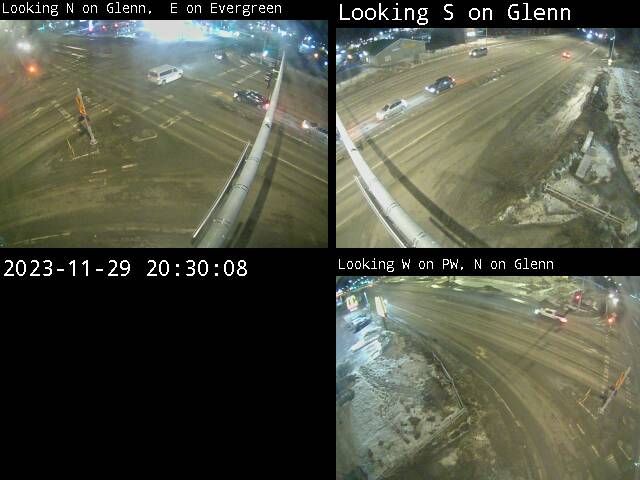 Looking N on Glenn,  E on Evergreen
Looking S on Glenn
2023-11-29 20:30:08
Looking W on PW, N on Glenn